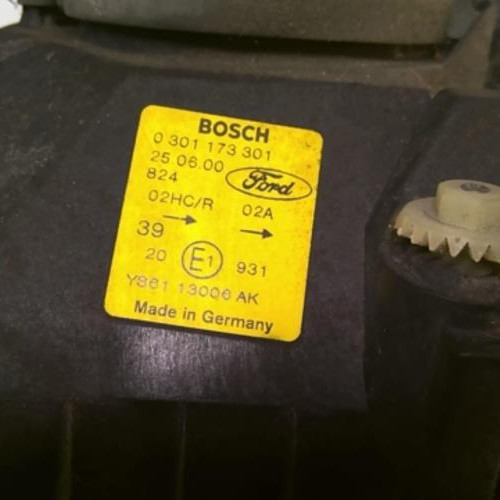 BOSCH
0 301 173 301
25.06.00
824
Ford
02HC/R 02A
39
20 E1 931
YS61 13006 AK
Made in Germany